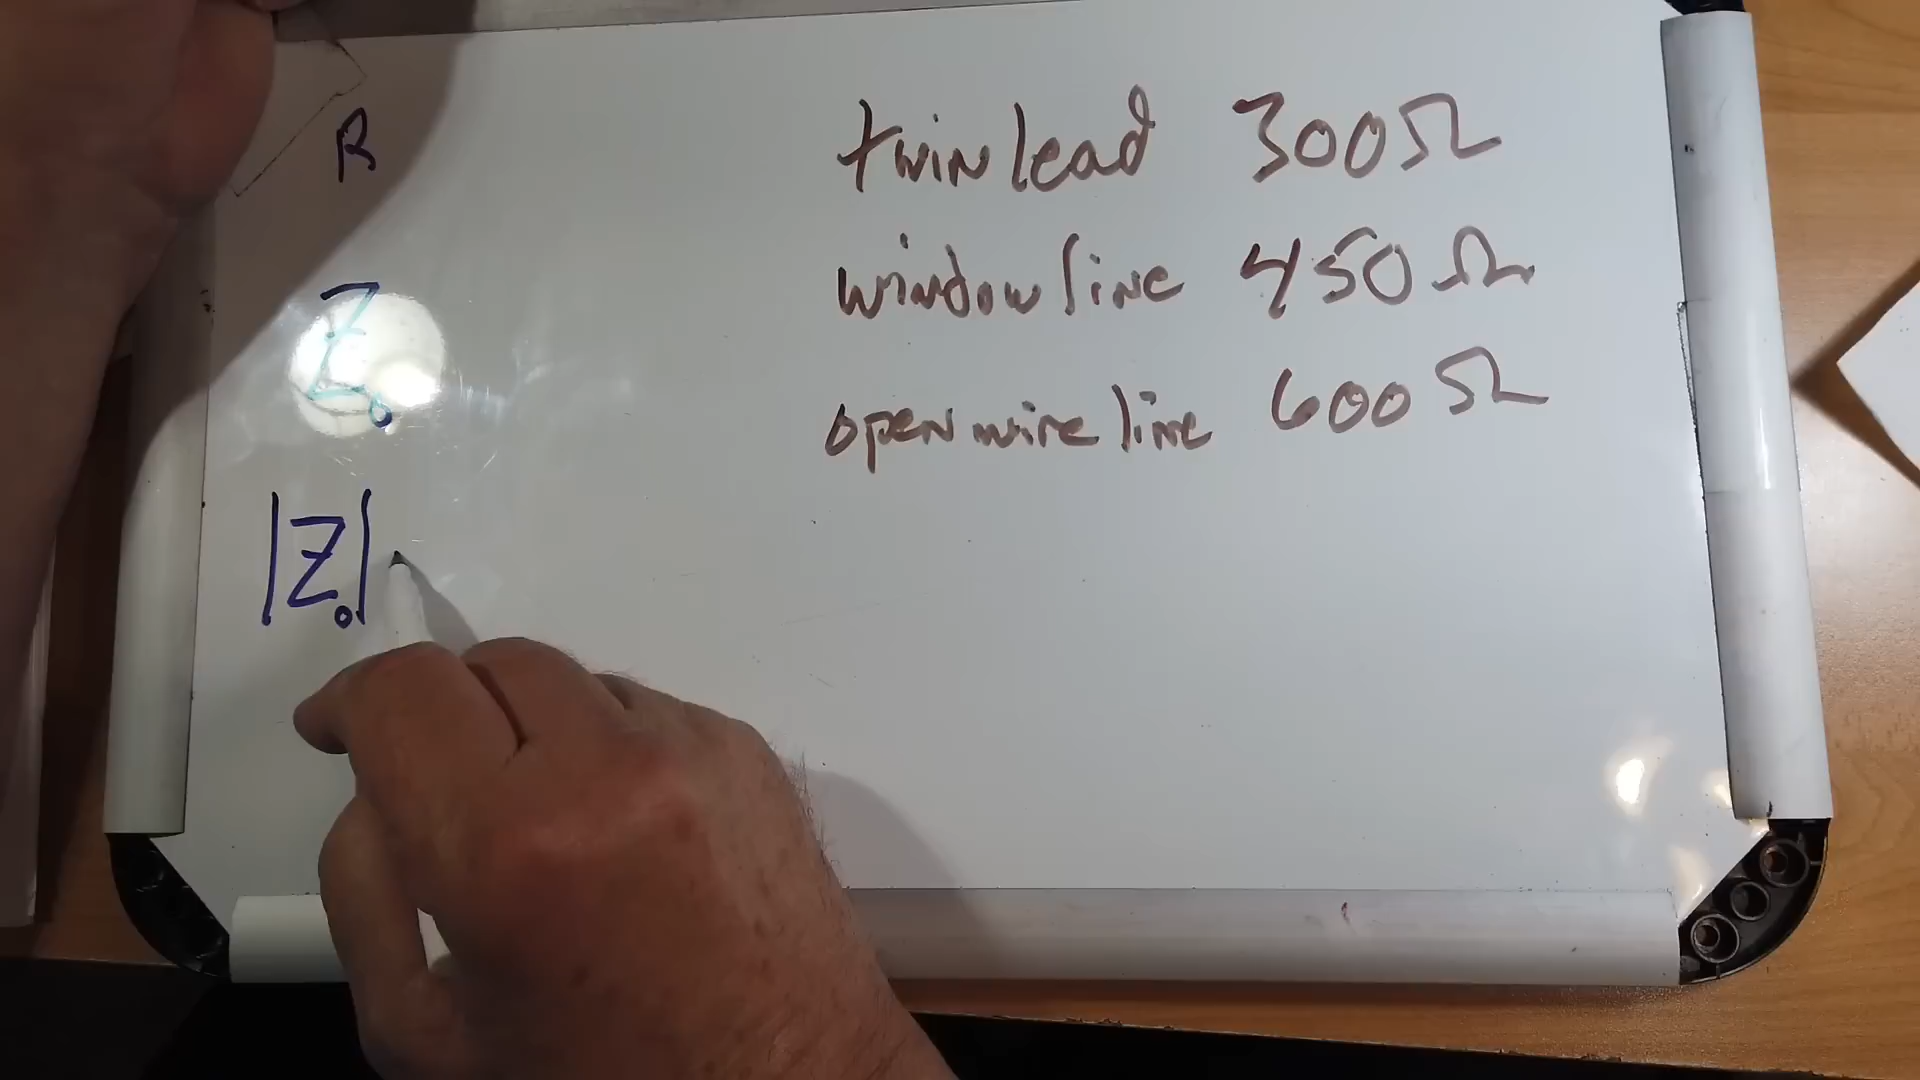 R
Z₀
|Z₀|
twin lead 300Ω
window line 450Ω
open wire line 600Ω